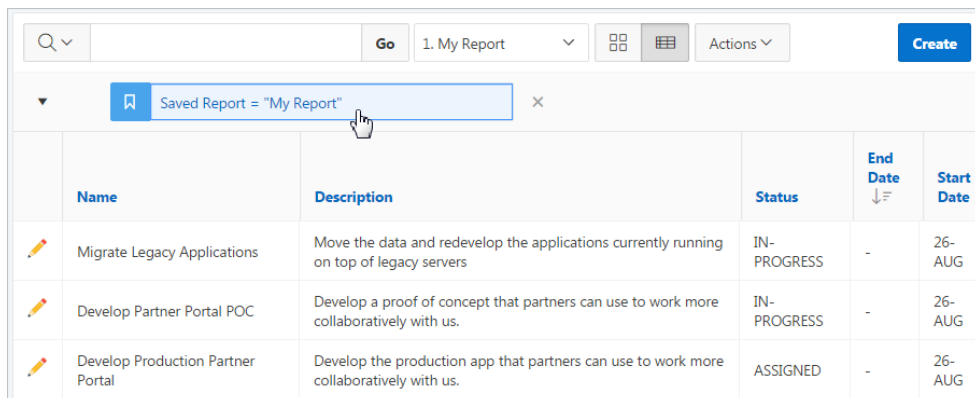 Go
1. My Report
Actions
Create
Saved Report = "My Report"
Name
Description
Status
End
Date
Start
Date
Migrate Legacy Applications
Move the data and redevelop the applications currently running
on top of legacy servers
IN-
PROGRESS
-
26-
AUG
Develop Partner Portal POC
Develop a proof of concept that partners can use to work more
collaboratively with us.
IN-
PROGRESS
-
26-
AUG
Develop Production Partner
Portal
Develop the production app that partners can use to work more
collaboratively with us.
ASSIGNED
-
26-
AUG